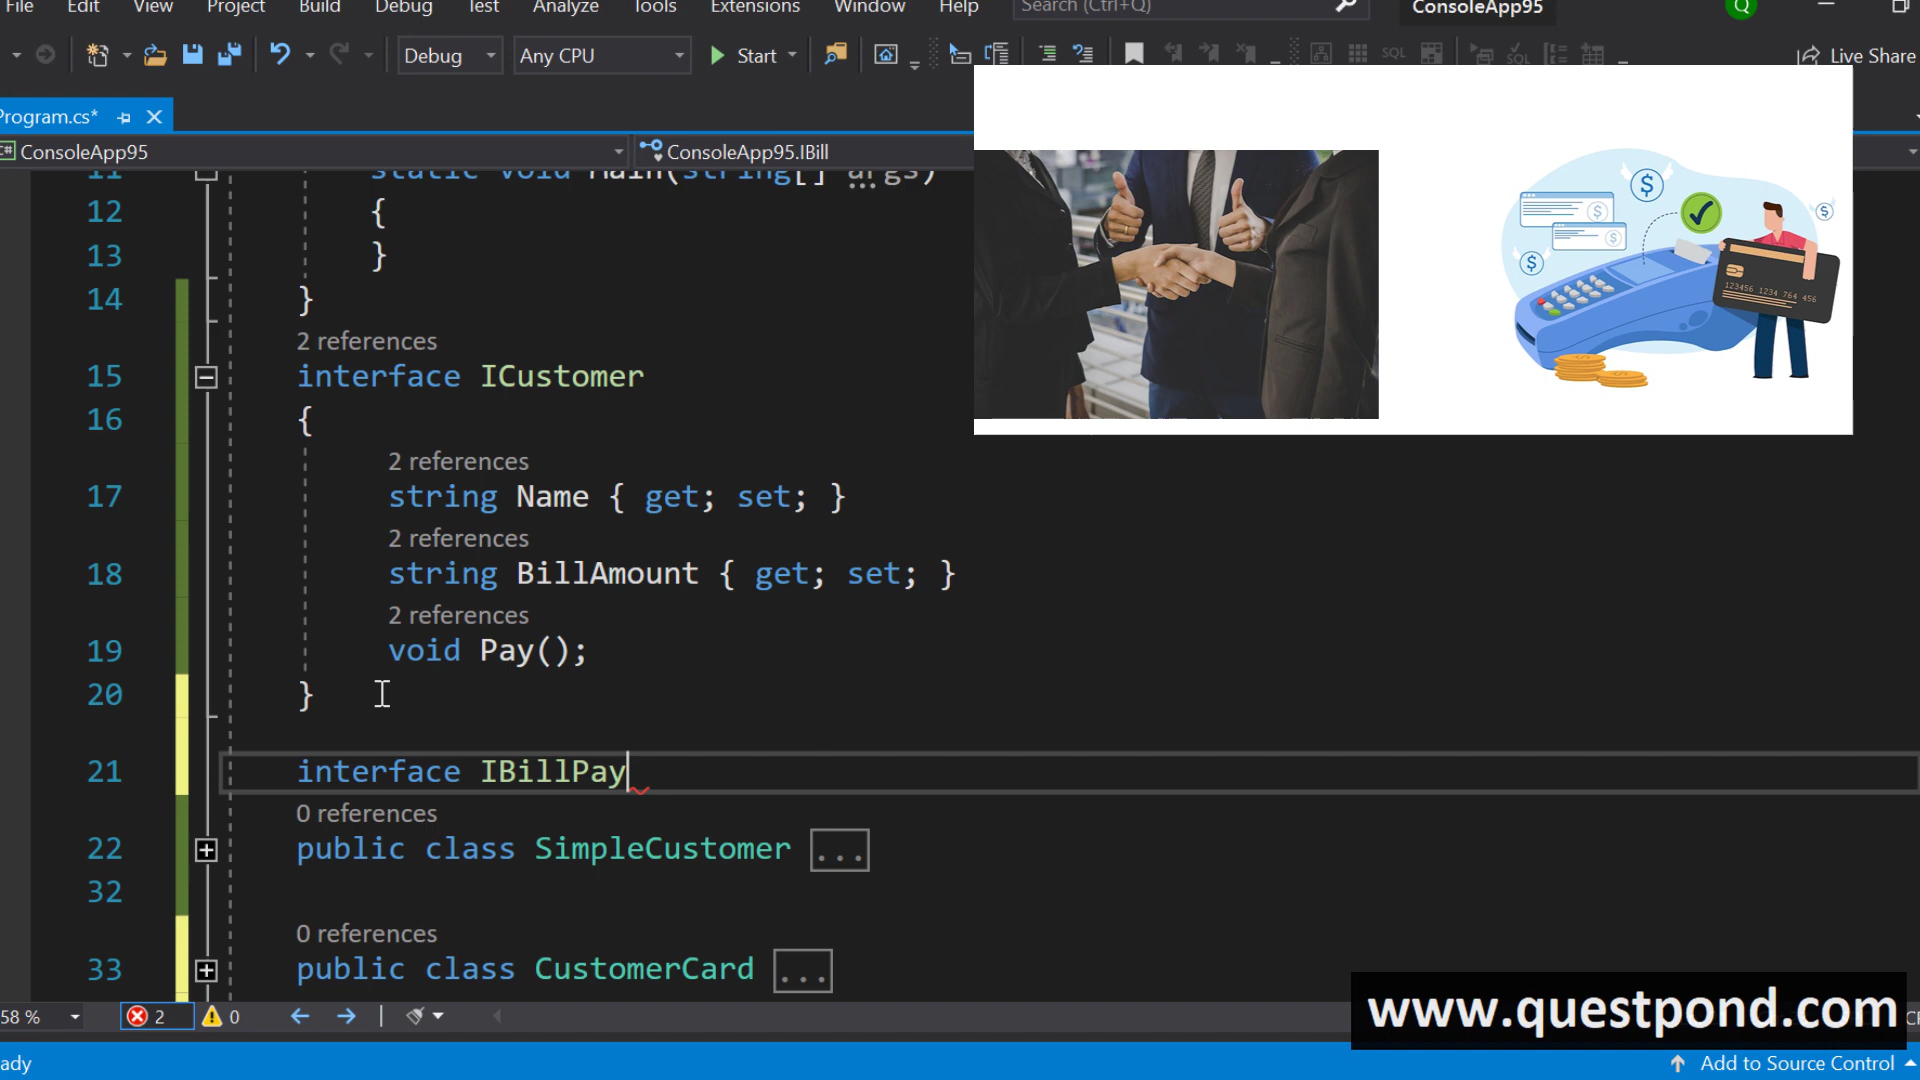 File Edit View Project Build Debug Test Analyze Tools Extensions Window Help Search (Ctrl+Q) ConsoleApp95 Q
Debug Any CPU Start Live Share
Program.cs*
ConsoleApp95 ConsoleApp95.IBill
11 static void Main(string[] args)
12 {
13 }
14 }
2 references
15 interface ICustomer
16 {
2 references
17 string Name { get; set; }
2 references
18 string BillAmount { get; set; }
2 references
19 void Pay();
20 }
21 interface IBillPay
0 references
22 public class SimpleCustomer ...
32
0 references
33 public class CustomerCard ...
58 % 2 0
www.questpond.com
Add to Source Control
123456 1234 764 456